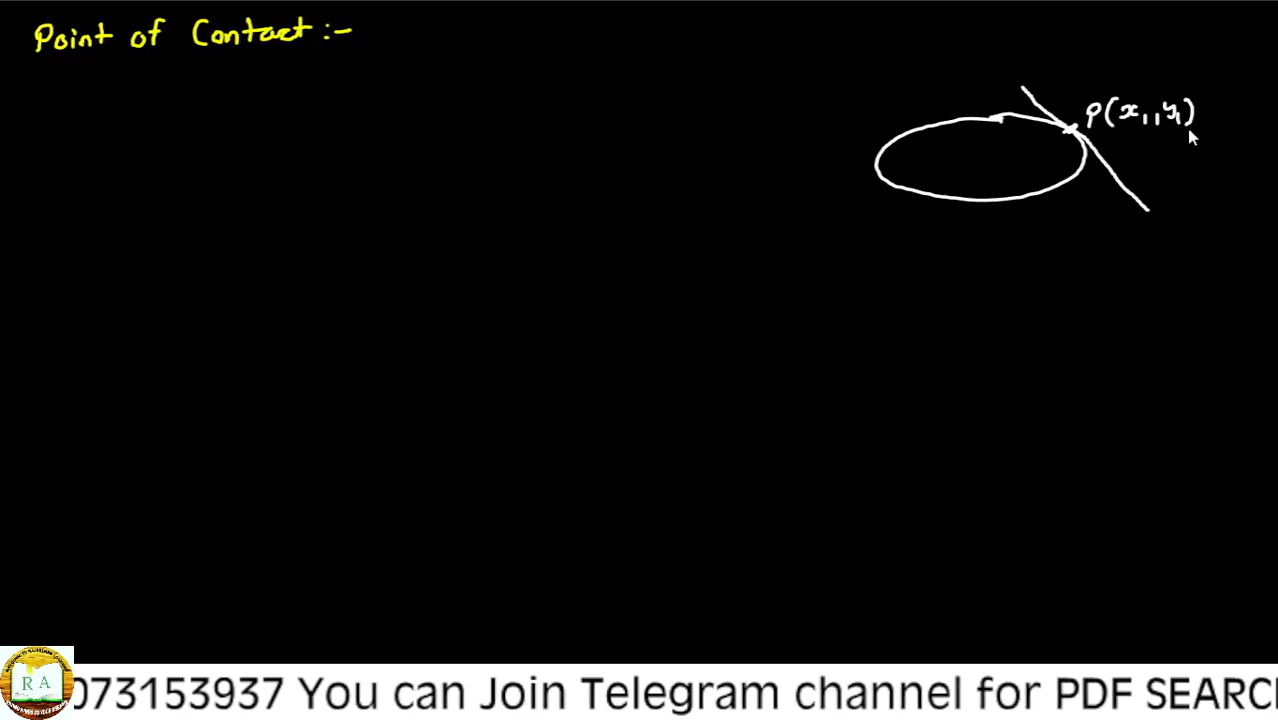 Point of Contact :-
P(x₁, y₁)
R A
073153937 You can Join Telegram channel for PDF SEARC